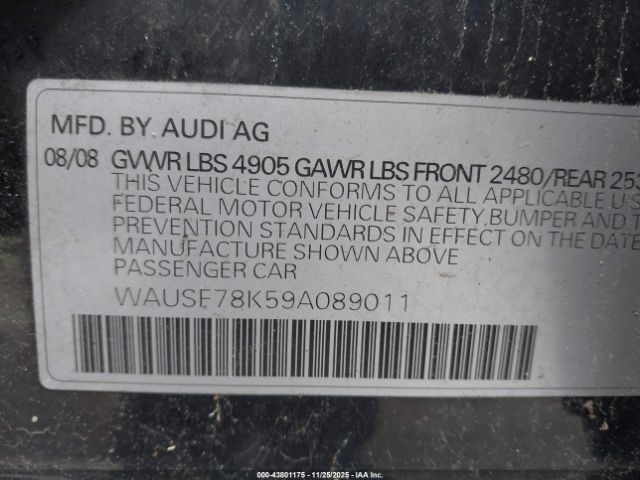 MFD. BY. AUDI AG
08/08 GVWR LBS 4905 GAWR LBS FRONT 2480/REAR
THIS VEHICLE CONFORMS TO ALL APPLICABLE US
FEDERAL MOTOR VEHICLE SAFETY, BUMPER AND
PREVENTION STANDARDS IN EFFECT ON THE DATE
MANUFACTURE SHOWN ABOVE
PASSENGER CAR
WAUSF78K59A089011
000-43801175 - 11/25/2025 - IAA Inc.